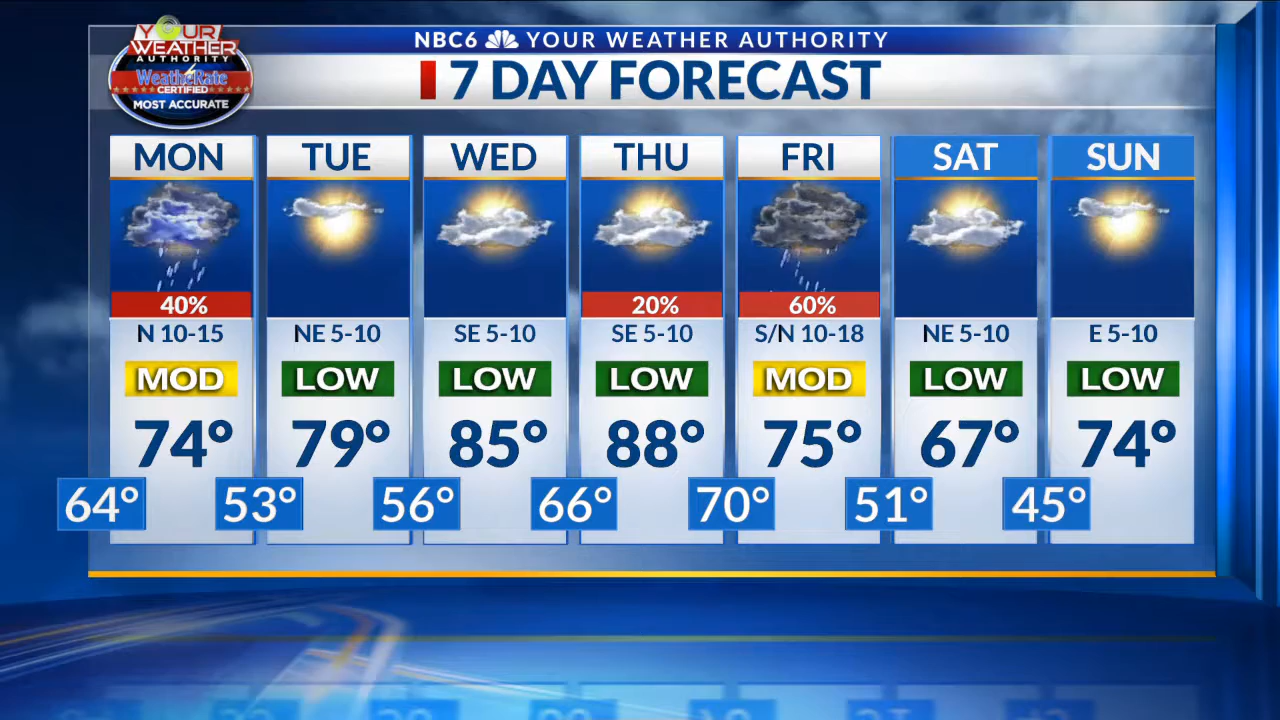 YOUR
WEATHER
AUTHORITY
WeatheRate
CERTIFIED
MOST ACCURATE
NBC6 YOUR WEATHER AUTHORITY
7 DAY FORECAST
MON TUE WED THU FRI SAT SUN
40% 20% 60%
N 10-15 NE 5-10 SE 5-10 SE 5-10 S/N 10-18 NE 5-10 E 5-10
MOD LOW LOW LOW MOD LOW LOW
74° 79° 85° 88° 75° 67° 74°
64° 53° 56° 66° 70° 51° 45°